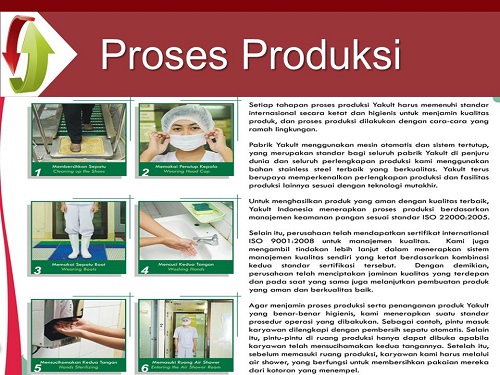 Proses Produksi
1
Membersihkan Sepatu
Cleaning up the Shoes
2
Memakai Penutup Kepala
Wearing Head Cap
3
Memakai Sepatu Boot
Wearing Boots
4
Mencuci Kedua Tangan
Washing Hands
5
Mensucihamakan Kedua Tangan
Hands Sterilizing
6
Memasuki Ruang Air Shower
Entering the Air Shower Room
Setiap tahapan proses produksi Yakult harus memenuhi standar
internasional secara ketat dan higienis untuk menjamin kualitas
produk, dan proses produksi dilakukan dengan cara-cara yang
ramah lingkungan.
Pabrik Yakult menggunakan mesin otomatis dan sistem tertutup,
yang merupakan standar bagi seluruh pabrik Yakult di penjuru
dunia dan seluruh perlengkapan produksi kami menggunakan
bahan stainless steel terbaik yang berkualitas. Yakult terus
berupaya memperkenalkan perlengkapan produksi dan fasilitas
produksi lainnya sesuai dengan teknologi mutakhir.
Untuk menghasilkan produk yang aman dengan kualitas terbaik,
Yakult Indonesia menerapkan proses produksi berdasarkan
manajemen keamanan pangan sesuai standar ISO 22000:2005.
Selain itu, perusahaan telah mendapatkan sertifikat international
ISO 9001:2008 untuk manajemen kualitas. Kami juga
mengambil tindakan lebih lanjut dalam menerapkan sistem
manajemen kualitas sendiri yang ketat berdasarkan kombinasi
kedua standar sertifikasi tersebut. Dengan demikian,
perusahaan telah menciptakan jaminan kualitas yang terdepan
dan pada saat yang sama juga melanjutkan pembuatan produk
yang aman dan berkualitas baik.
Agar menjamin proses produksi serta penanganan produk Yakult
yang benar-benar higienis, kami menerapkan suatu standar
prosedur operasi yang dibakukan. Sebagai contoh, pintu masuk
karyawan dilengkapi dengan pembersih sepatu otomatis. Selain
itu, pintu-pintu di ruang produksi hanya dapat dibuka apabila
karyawan telah mensucihamakan kedua tangannya. Setelah itu,
sebelum memasuki ruang produksi, karyawan kami harus melalui
air shower, yang berfungsi untuk membersihkan pakaian mereka
dari kotoran yang menempel.